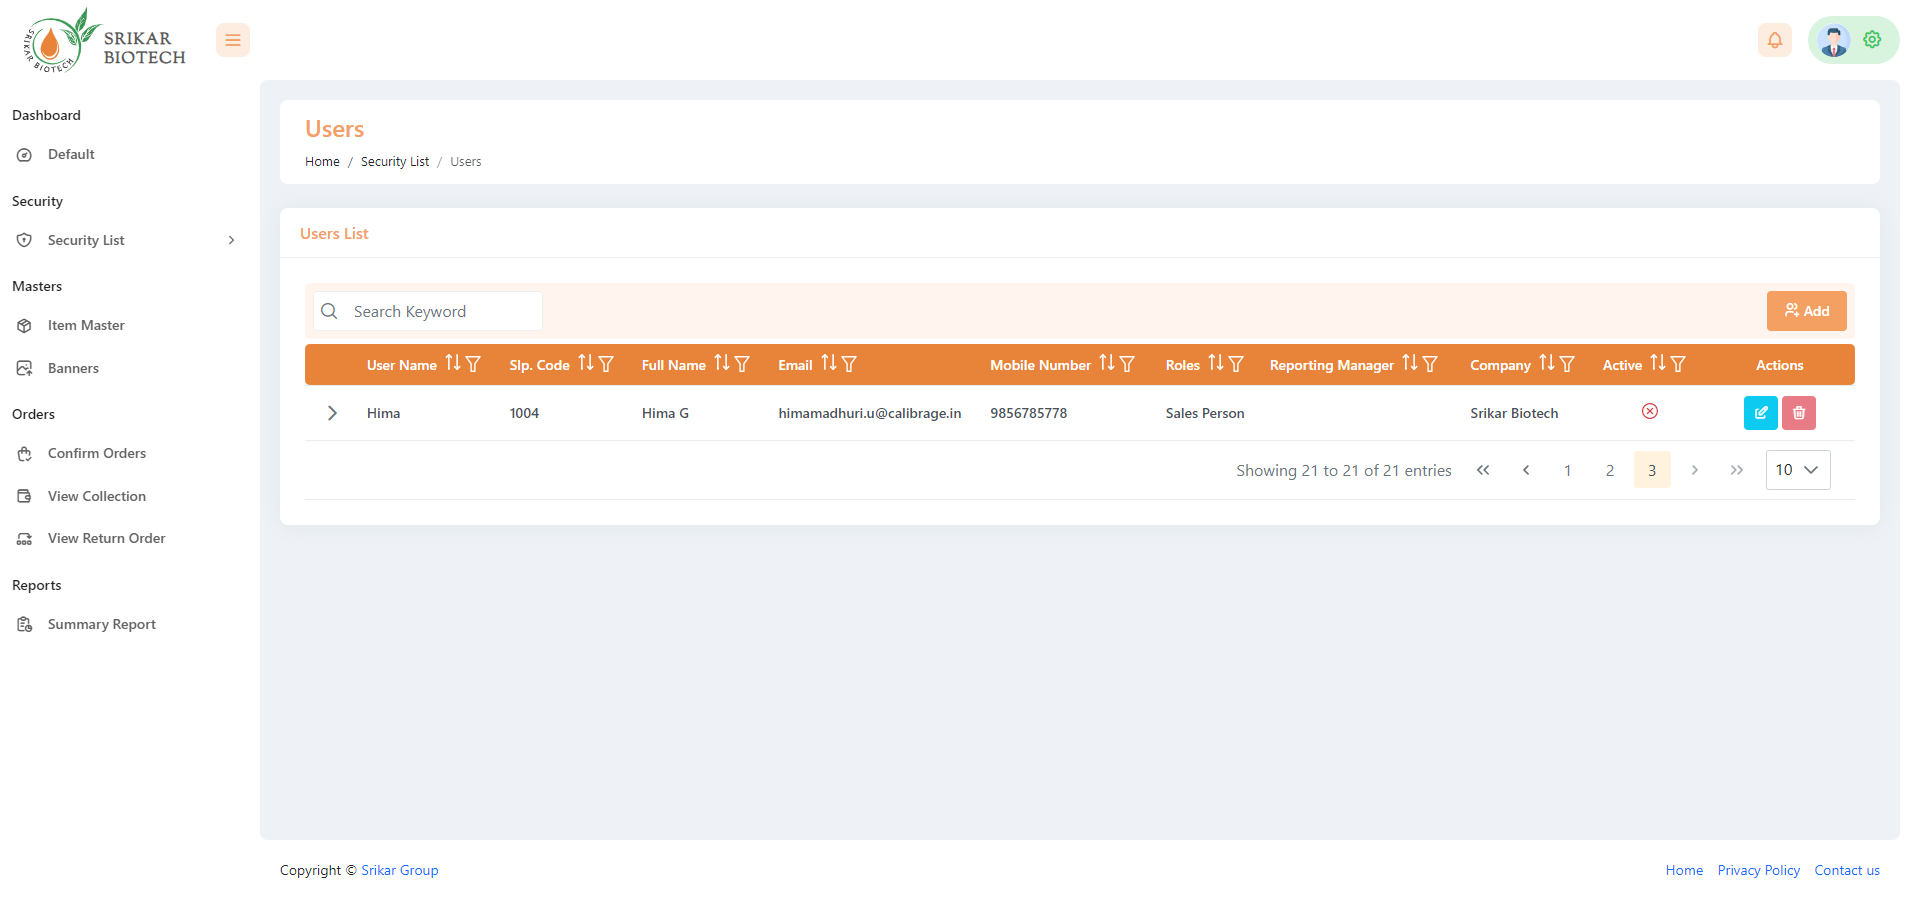 SRIKAR BIOTECH
SRIKAR
BIOTECH
Dashboard
Default
Security
Security List
Masters
Item Master
Banners
Orders
Confirm Orders
View Collection
View Return Order
Reports
Summary Report
Users
Home / Security List / Users
Users List
Search Keyword
Add
User Name Slp. Code Full Name Email Mobile Number Roles Reporting Manager Company Active Actions
Hima 1004 Hima G himamadhuri.u@calibrage.in 9856785778 Sales Person Srikar Biotech
Showing 21 to 21 of 21 entries « ‹ 1 2 3 › » 10
Copyright © Srikar Group
Home Privacy Policy Contact us